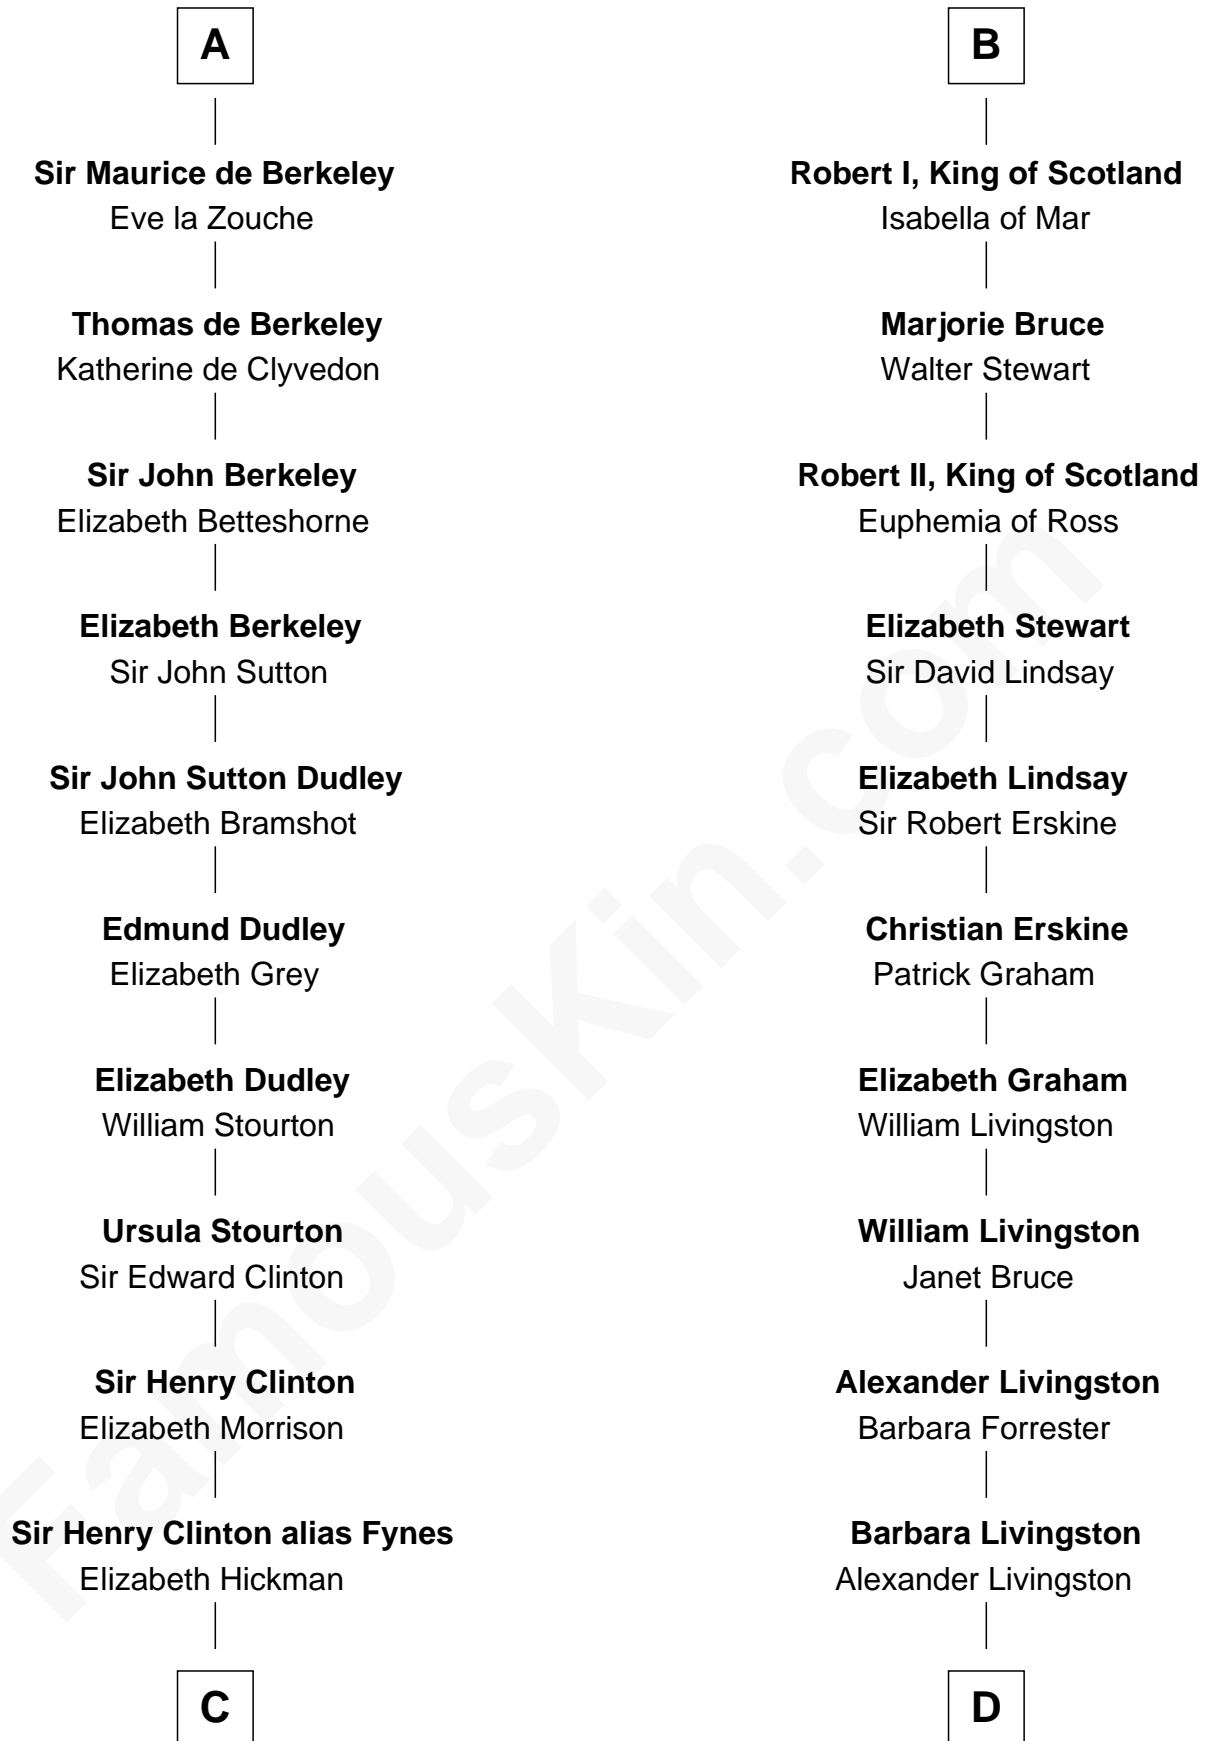 A
Sir Maurice de Berkeley
Eve la Zouche
Thomas de Berkeley
Katherine de Clyvedon
Sir John Berkeley
Elizabeth Betteshorne
Elizabeth Berkeley
Sir John Sutton
Sir John Sutton Dudley
Elizabeth Bramshot
Edmund Dudley
Elizabeth Grey
Elizabeth Dudley
William Stourton
Ursula Stourton
Sir Edward Clinton
Sir Henry Clinton
Elizabeth Morrison
Sir Henry Clinton alias Fynes
Elizabeth Hickman
C
B
Robert I, King of Scotland
Isabella of Mar
Marjorie Bruce
Walter Stewart
Robert II, King of Scotland
Euphemia of Ross
Elizabeth Stewart
Sir David Lindsay
Elizabeth Lindsay
Sir Robert Erskine
Christian Erskine
Patrick Graham
Elizabeth Graham
William Livingston
William Livingston
Janet Bruce
Alexander Livingston
Barbara Forrester
Barbara Livingston
Alexander Livingston
D
FamousKin.com